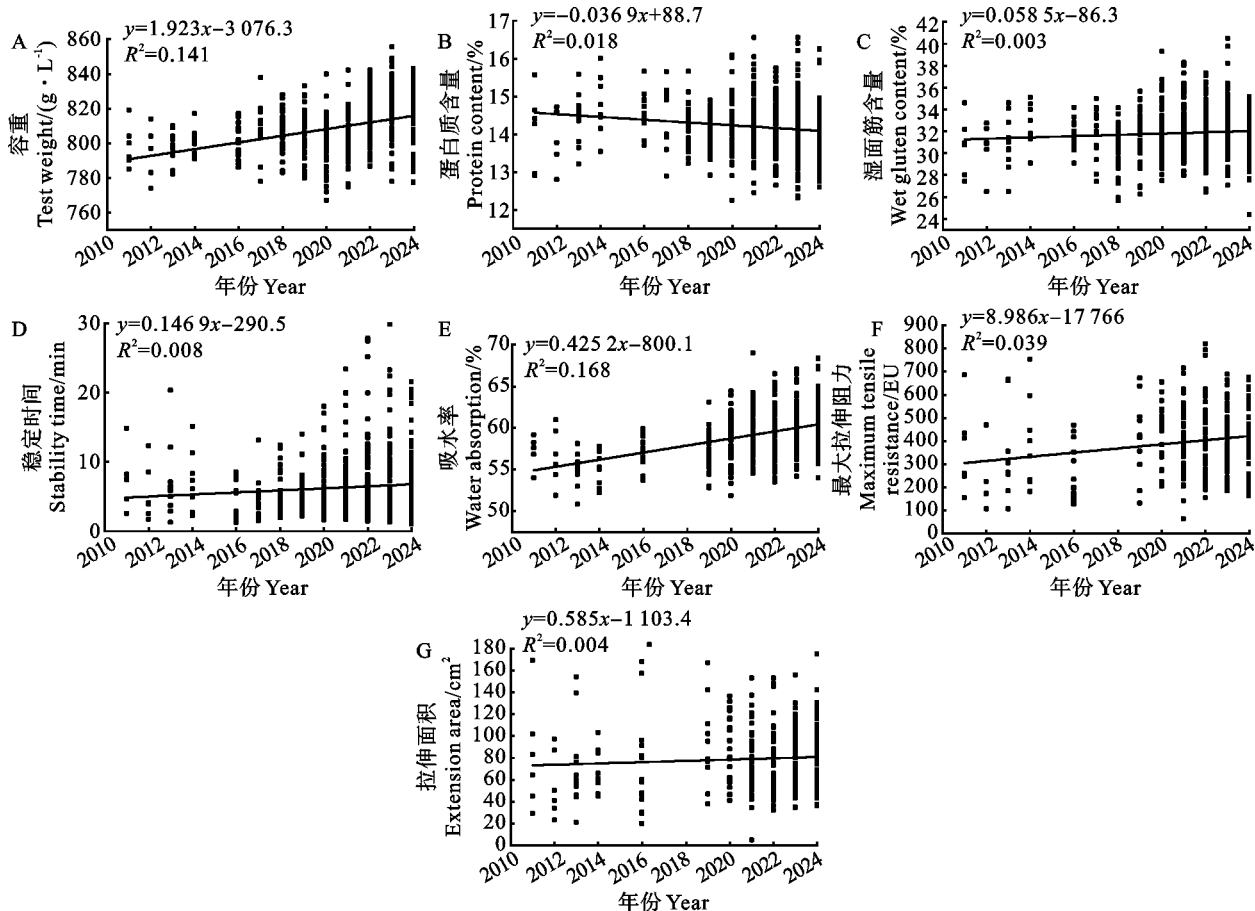 A
y=1.923x−3 076.3
R²=0.141
容重
Test weight/(g · L⁻¹)
860
840
820
800
780
760
2010
2012
2014
2016
2018
2020
2022
2024
年份 Year
B
y=−0.036 9x+88.7
R²=0.018
蛋白质含量
Protein content/%
17
16
15
14
13
12
2010
2012
2014
2016
2018
2020
2022
2024
年份 Year
C
y=0.058 5x−86.3
R²=0.003
湿面筋含量
Wet gluten content/%
42
40
38
36
34
32
30
28
26
24
2010
2012
2014
2016
2018
2020
2022
2024
年份 Year
D
y=0.146 9x−290.5
R²=0.008
稳定时间
Stability time/min
30
20
10
0
2010
2012
2014
2016
2018
2020
2022
2024
年份 Year
E
y=0.425 2x−800.1
R²=0.168
吸水率
Water absorption/%
70
65
60
55
50
2010
2012
2014
2016
2018
2020
2022
2024
年份 Year
F
y=8.986x−17 766
R²=0.039
最大拉伸阻力
Maximum tensile
resistance/EU
900
800
700
600
500
400
300
200
100
0
2010
2012
2014
2016
2018
2020
2022
2024
年份 Year
G
y=0.585x−1 103.4
R²=0.004
拉伸面积
Extension area/cm²
180
160
140
120
100
80
60
40
20
0
2010
2012
2014
2016
2018
2020
2022
2024
年份 Year